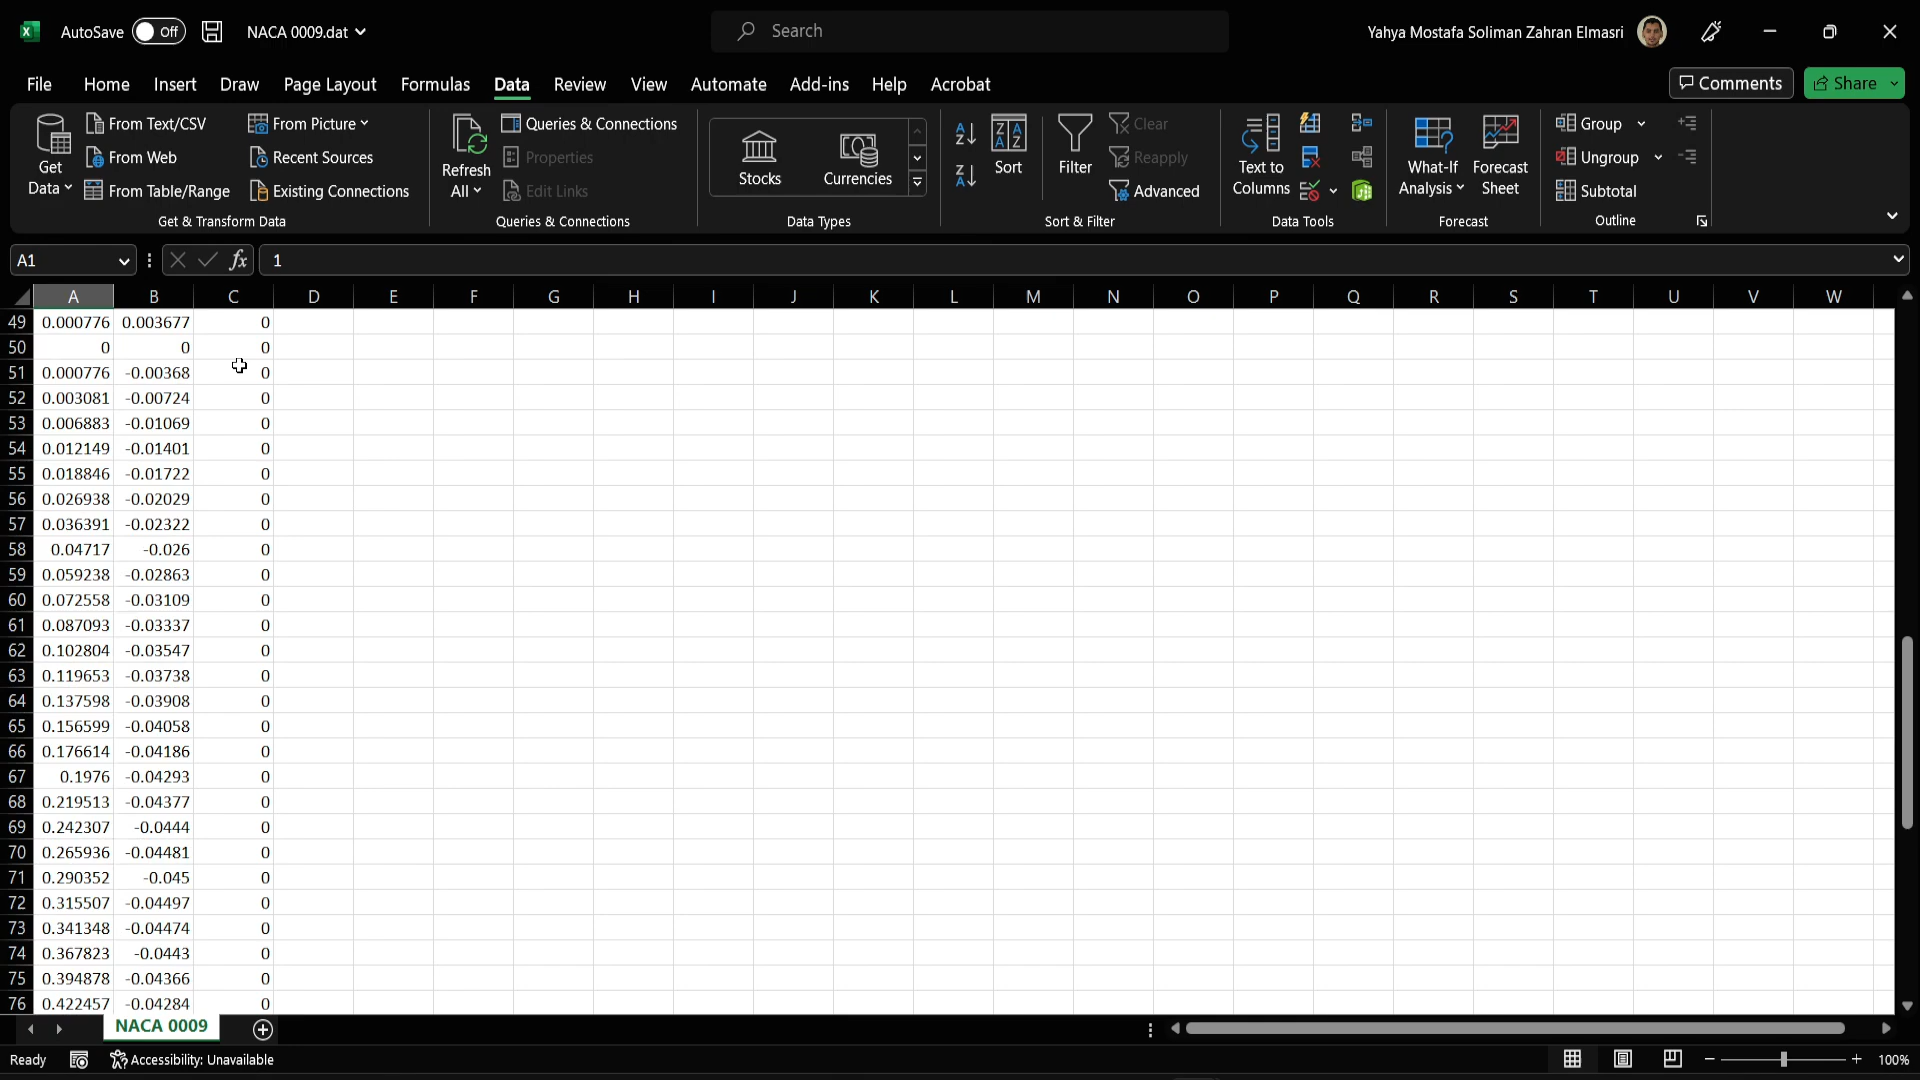 AutoSave Off NACA 0009.dat Search Yahya Mostafa Soliman Zahran Elmasri
File Home Insert Draw Page Layout Formulas Data Review View Automate Add-ins Help Acrobat Comments Share
Get Data From Text/CSV From Picture Refresh All Queries & Connections Stocks Currencies Sort Filter Clear Text to Columns What-If Analysis Forecast Sheet Group
From Web Recent Sources Properties Reapply Ungroup
From Table/Range Existing Connections Edit Links Advanced Subtotal
Get & Transform Data Queries & Connections Data Types Sort & Filter Data Tools Forecast Outline
A1 fx 1
A B C D E F G H I J K L M N O P Q R S T U V W
49 0.000776 0.003677 0
50 0 0 0
51 0.000776 -0.00368 0
52 0.003081 -0.00724 0
53 0.006883 -0.01069 0
54 0.012149 -0.01401 0
55 0.018846 -0.01722 0
56 0.026938 -0.02029 0
57 0.036391 -0.02322 0
58 0.04717 -0.026 0
59 0.059238 -0.02863 0
60 0.072558 -0.03109 0
61 0.087093 -0.03337 0
62 0.102804 -0.03547 0
63 0.119653 -0.03738 0
64 0.137598 -0.03908 0
65 0.156599 -0.04058 0
66 0.176614 -0.04186 0
67 0.1976 -0.04293 0
68 0.219513 -0.04377 0
69 0.242307 -0.0444 0
70 0.265936 -0.04481 0
71 0.290352 -0.045 0
72 0.315507 -0.04497 0
73 0.341348 -0.04474 0
74 0.367823 -0.0443 0
75 0.394878 -0.04366 0
76 0.422457 -0.04284 0
NACA 0009
Ready Accessibility: Unavailable 100%